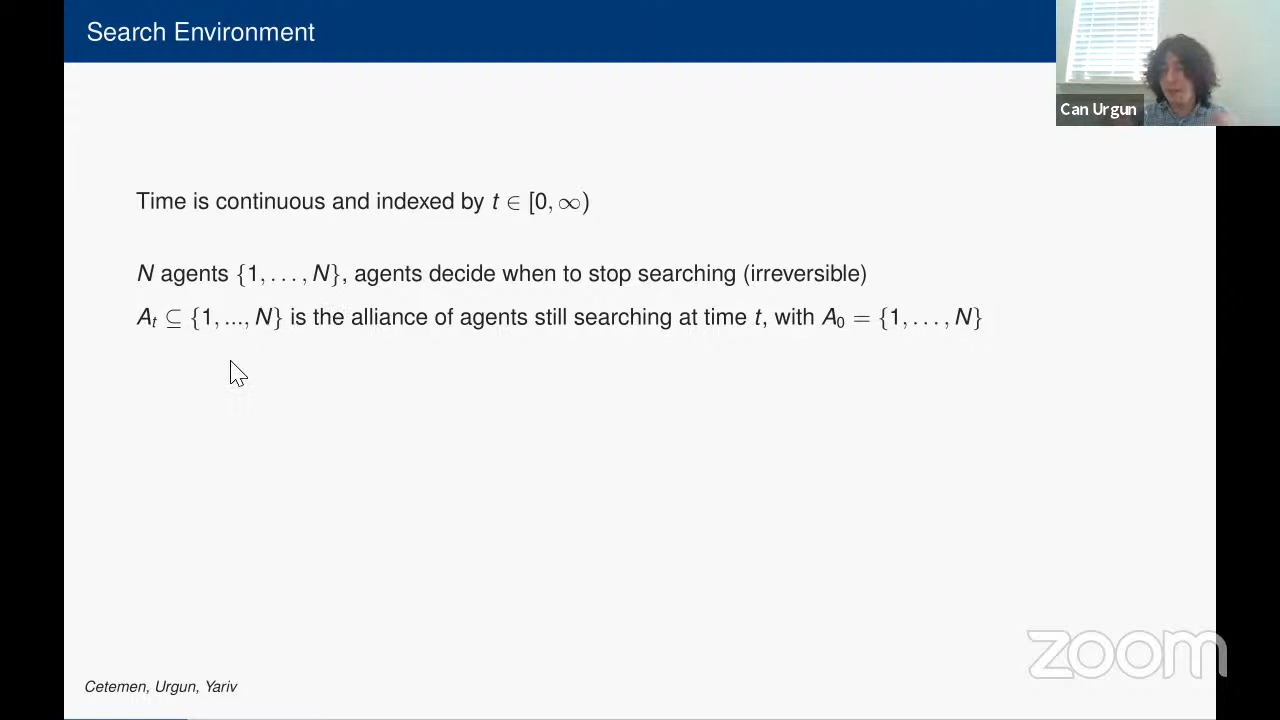 Search Environment
Can Urgun
Time is continuous and indexed by t ∈ [0, ∞)
N agents {1, . . . , N}, agents decide when to stop searching (irreversible)
A_t ⊆ {1, ..., N} is the alliance of agents still searching at time t, with A_0 = {1, . . . , N}
zoom
Cetemen, Urgun, Yariv